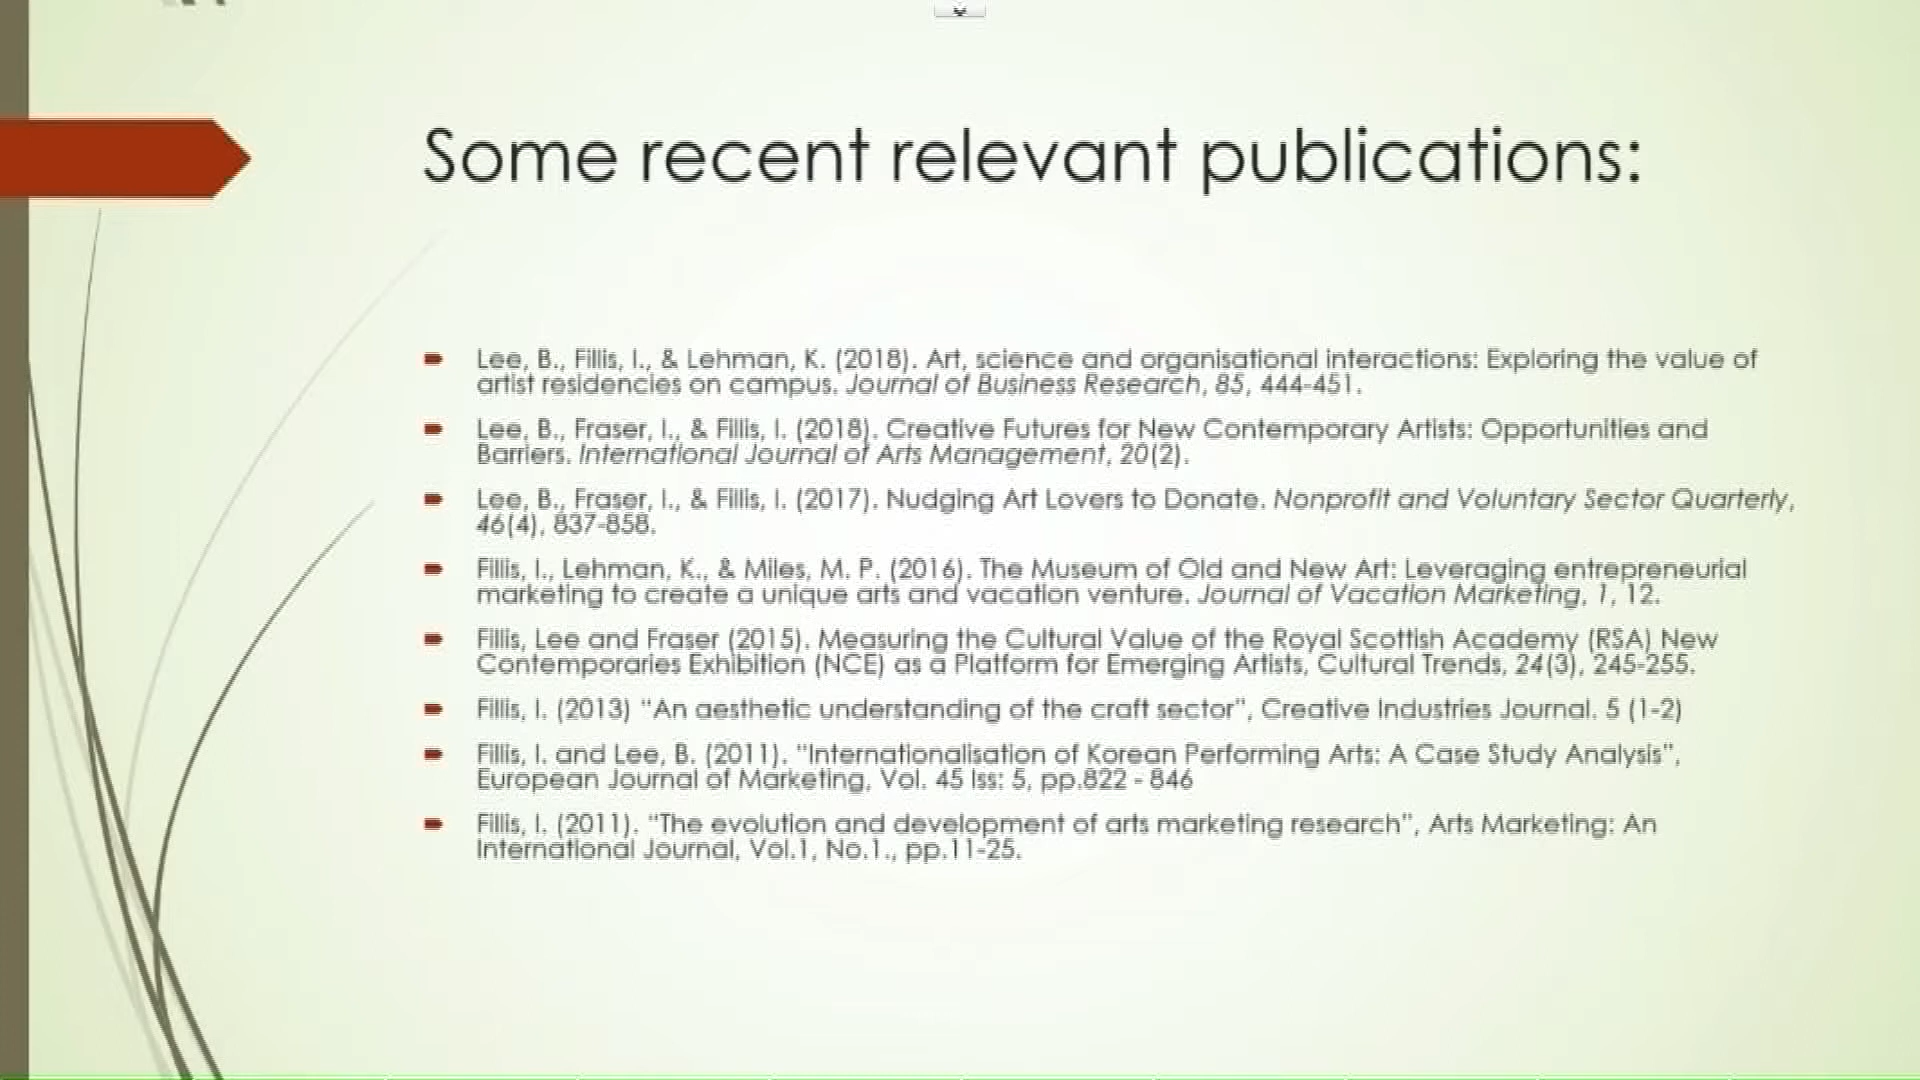 Some recent relevant publications:
Lee, B., Fillis, I., & Lehman, K. (2018). Art, science and organisational interactions: Exploring the value of
artist residencies on campus. Journal of Business Research, 85, 444-451.
Lee, B., Fraser, I., & Fillis, I. (2018). Creative Futures for New Contemporary Artists: Opportunities and
Barriers. International Journal of Arts Management, 20(2).
Lee, B., Fraser, I., & Fillis, I. (2017). Nudging Art Lovers to Donate. Nonprofit and Voluntary Sector Quarterly,
46(4), 837-858.
Fillis, I., Lehman, K., & Miles, M. P. (2016). The Museum of Old and New Art: Leveraging entrepreneurial
marketing to create a unique arts and vacation venture. Journal of Vacation Marketing, 1, 12.
Fillis, Lee and Fraser (2015). Measuring the Cultural Value of the Royal Scottish Academy (RSA) New
Contemporaries Exhibition (NCE) as a Platform for Emerging Artists, Cultural Trends, 24(3), 245-255.
Fillis, I. (2013) “An aesthetic understanding of the craft sector”, Creative Industries Journal. 5 (1-2)
Fillis, I. and Lee, B. (2011). “Internationalisation of Korean Performing Arts: A Case Study Analysis”,
European Journal of Marketing, Vol. 45 Iss: 5, pp.822 - 846
Fillis, I. (2011). “The evolution and development of arts marketing research”, Arts Marketing: An
International Journal, Vol.1, No.1., pp.11-25.